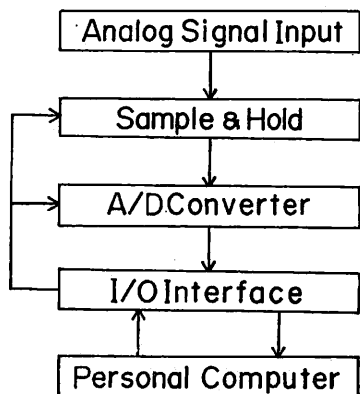 Analog Signal Input
Sample & Hold
A/D Converter
I/O Interface
Personal Computer